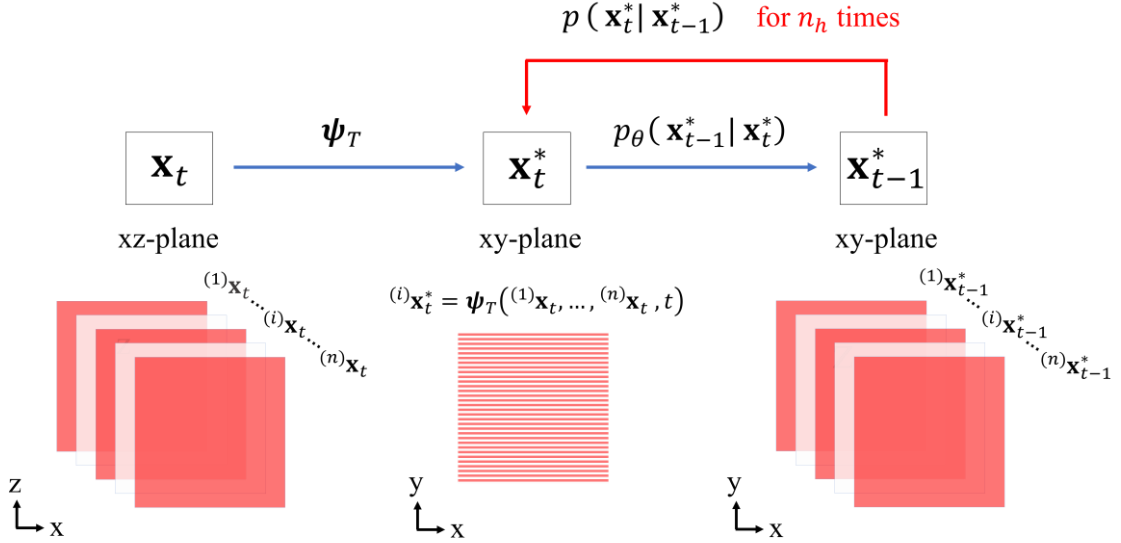 p ( x*_{t} | x*_{t−1}) for n_h times
ψ_T p_θ( x*_{t−1} | x*_t)
x_t x*_t x*_{t−1}
xz-plane xy-plane xy-plane
(1)x_t ... (i)x_t ... (n)x_t
(i)x*_t = ψ_T((1)x_t, ..., (n)x_t , t)
(1)x*_{t−1} ... (i)x*_{t−1} ... (n)x*_{t−1}
z y y
x x x